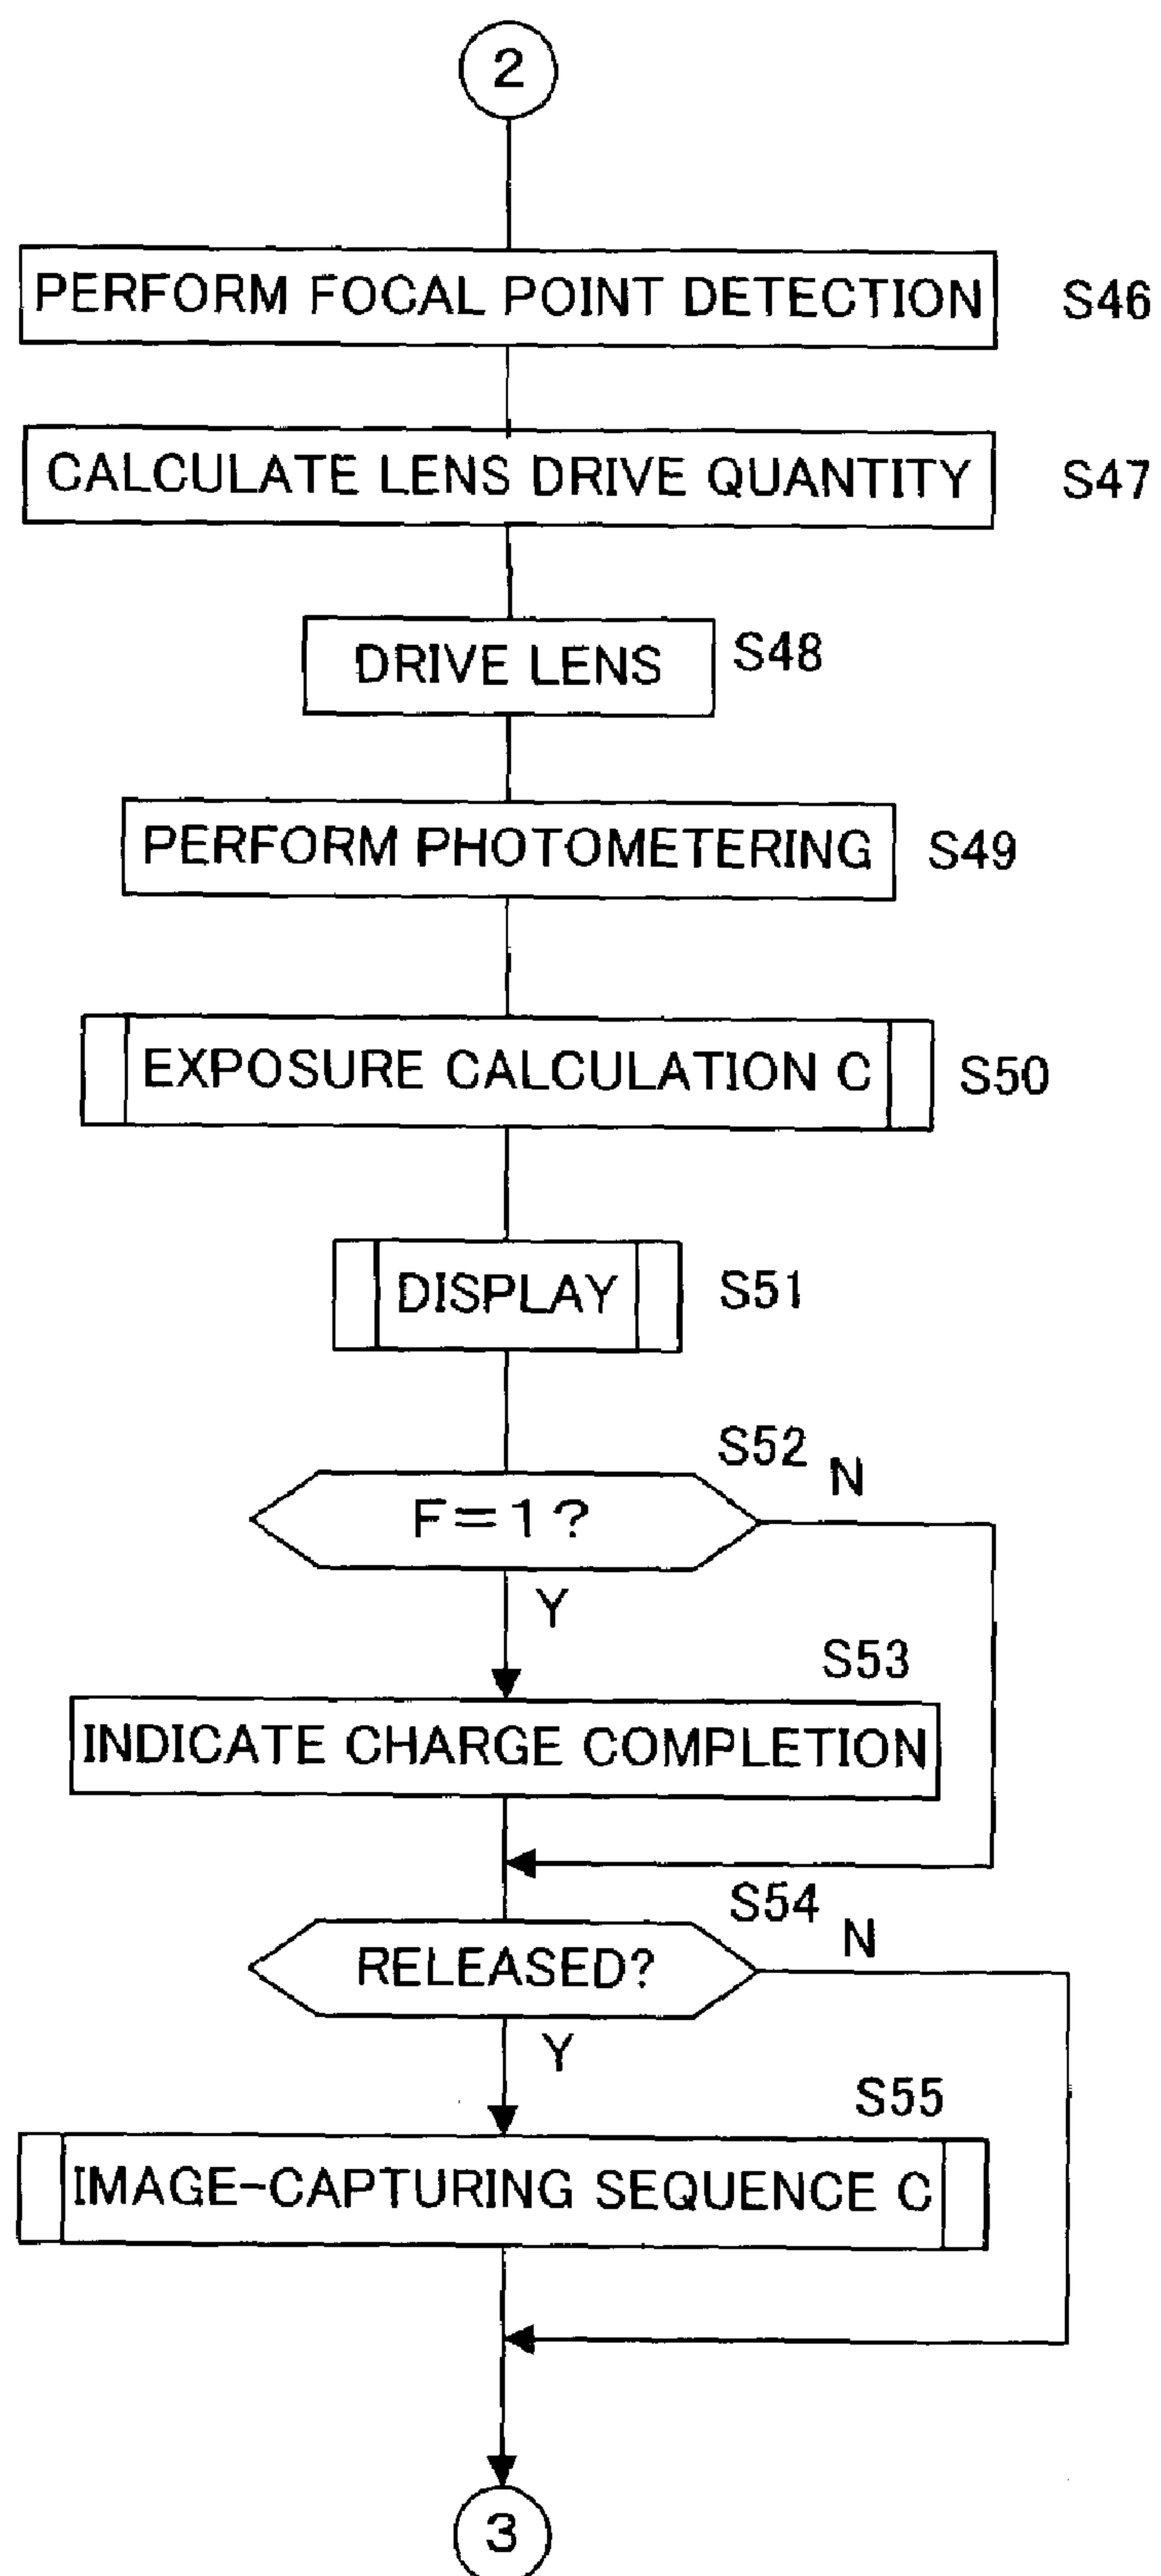 2
PERFORM FOCAL POINT DETECTION S46
CALCULATE LENS DRIVE QUANTITY S47
DRIVE LENS S48
PERFORM PHOTOMETERING S49
EXPOSURE CALCULATION C S50
DISPLAY S51
S52 N
F=1?
Y
S53
INDICATE CHARGE COMPLETION
S54 N
RELEASED?
Y
S55
IMAGE-CAPTURING SEQUENCE C
3